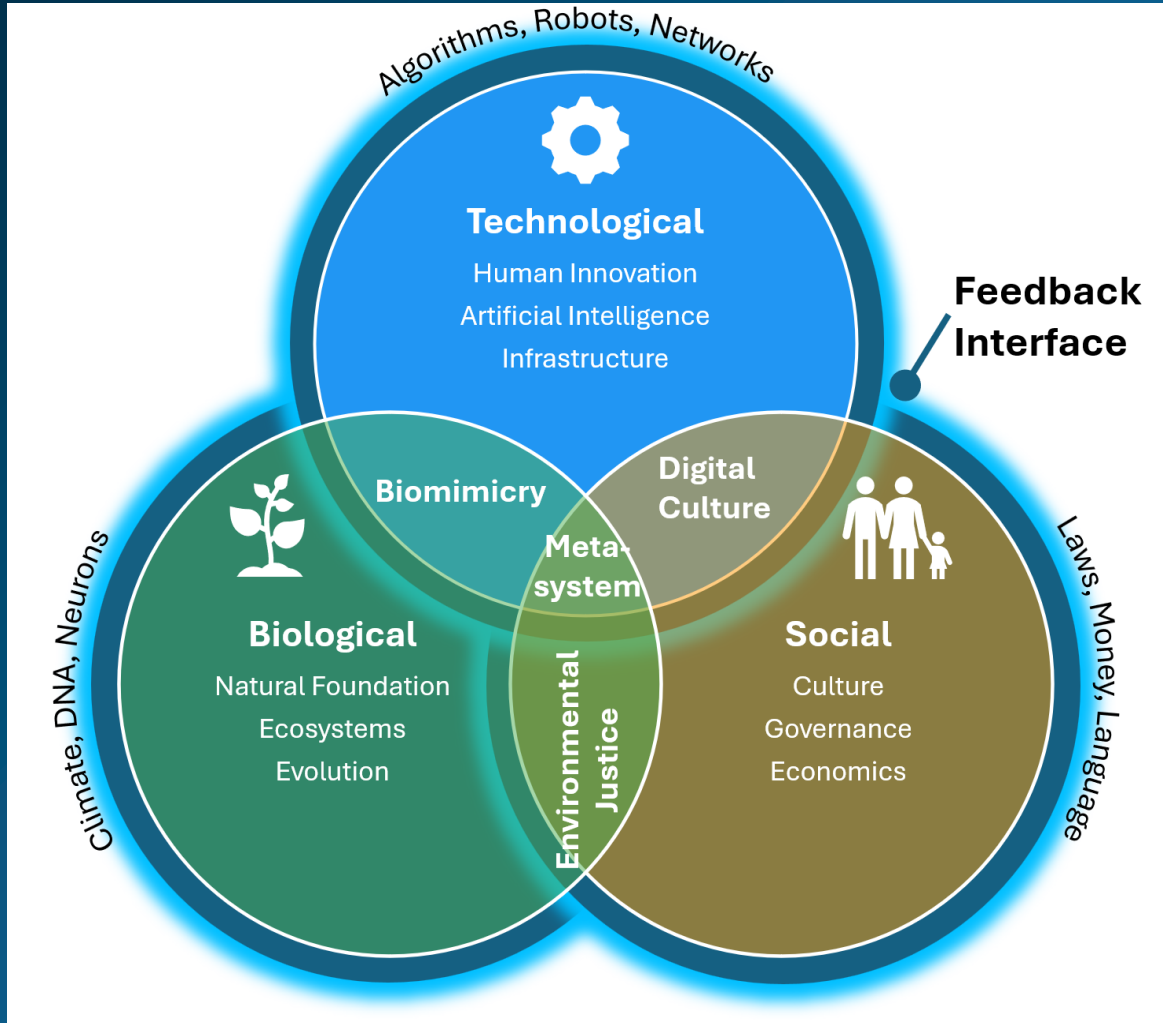 Algorithms, Robots, Networks
Technological
Human Innovation
Artificial Intelligence
Infrastructure
Feedback
Interface
Biomimicry
Digital
Culture
Meta-
system
Climate, DNA, Neurons
Biological
Natural Foundation
Ecosystems
Evolution
Environmental
Justice
Social
Culture
Governance
Economics
Laws, Money, Language